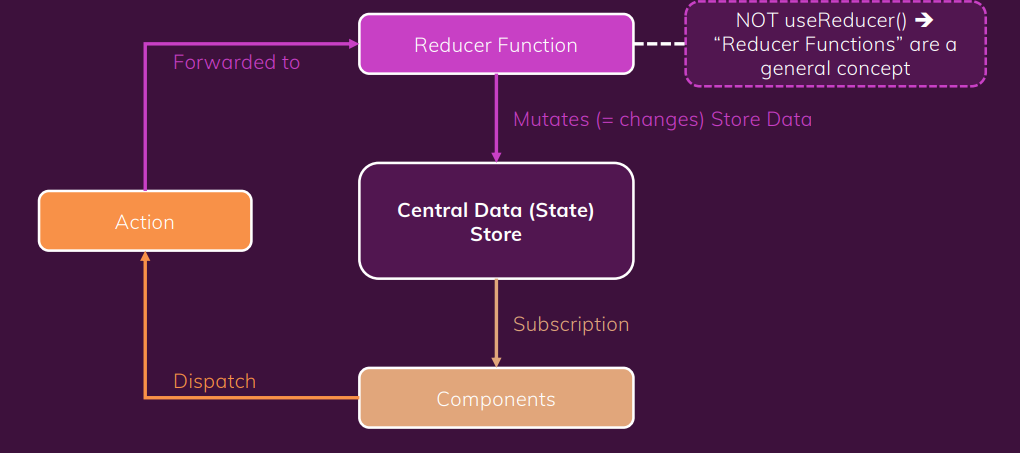 Reducer Function
NOT useReducer() ➔
“Reducer Functions” are a
general concept
Forwarded to
Mutates (= changes) Store Data
Action
Central Data (State)
Store
Subscription
Dispatch
Components